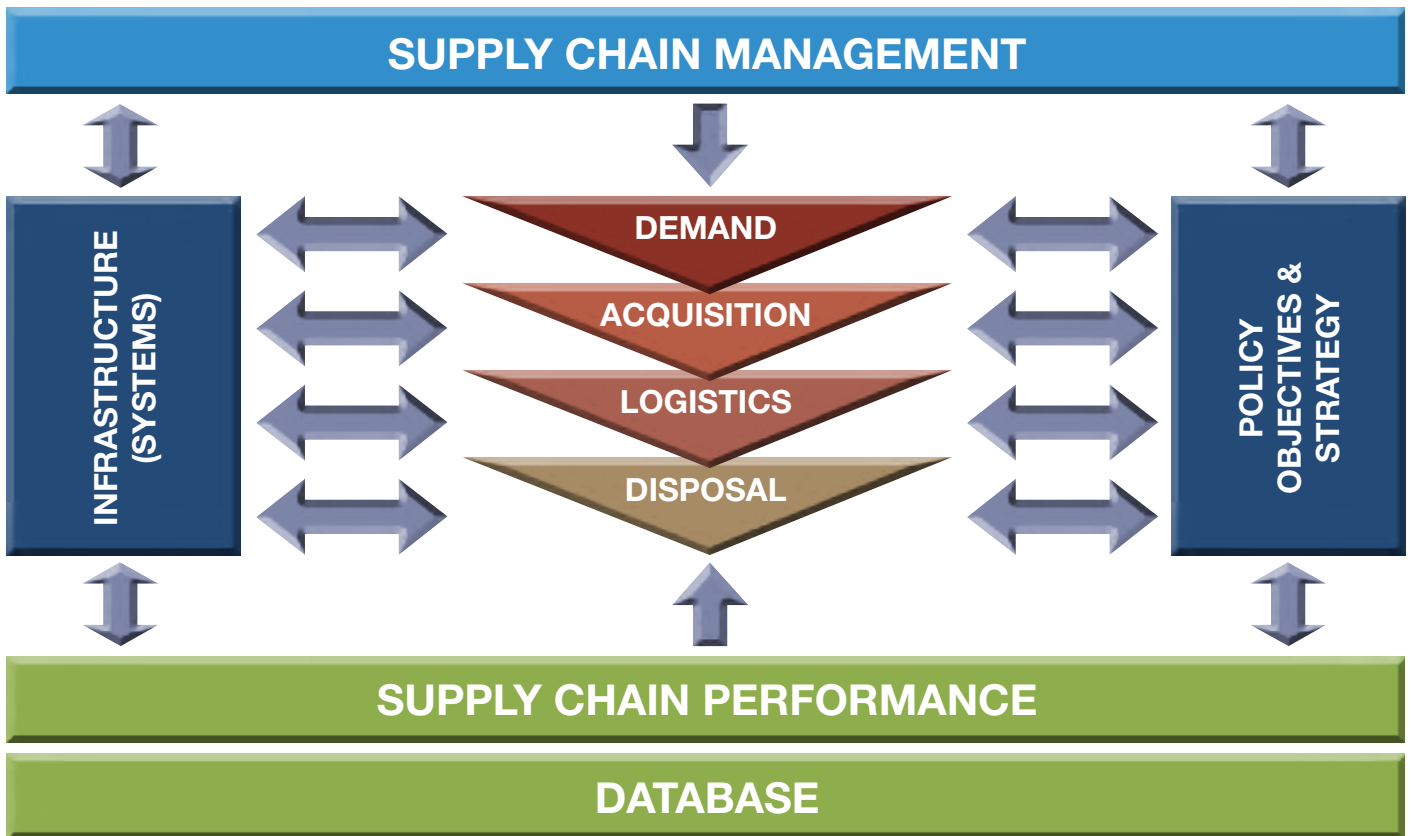 SUPPLY CHAIN MANAGEMENT
INFRASTRUCTURE
(SYSTEMS)
DEMAND
ACQUISITION
LOGISTICS
DISPOSAL
POLICY
OBJECTIVES &
STRATEGY
SUPPLY CHAIN PERFORMANCE
DATABASE